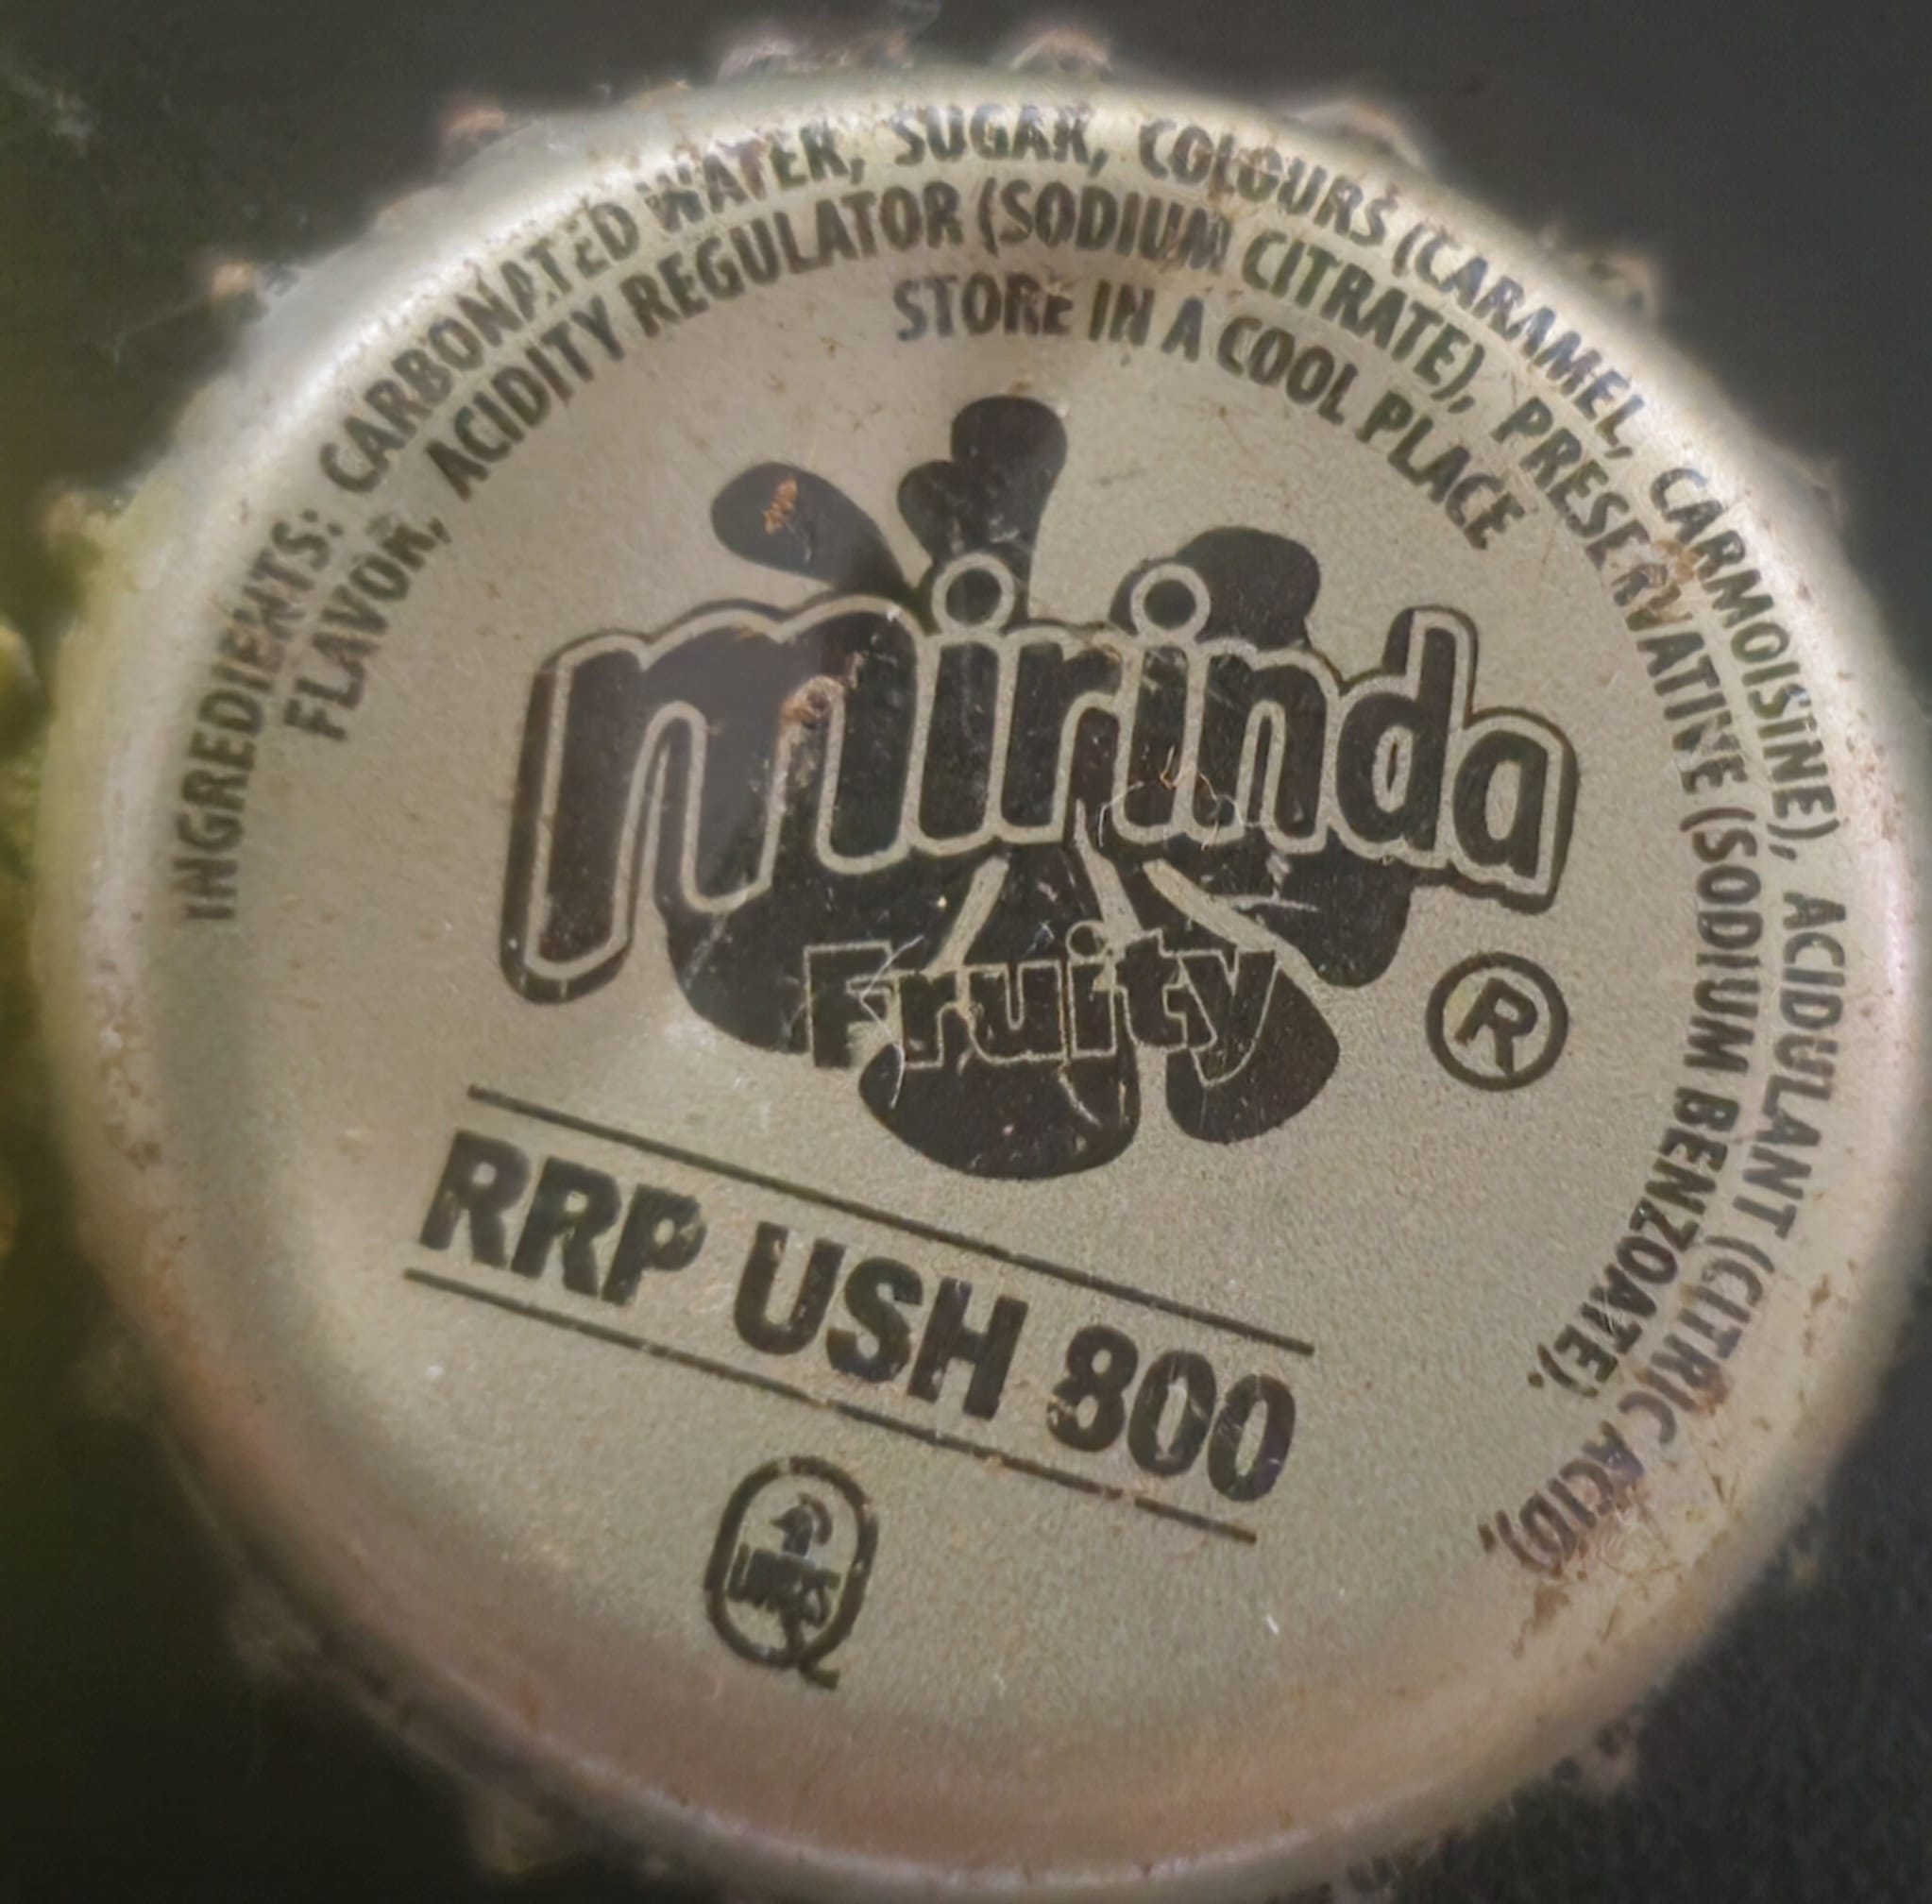 INGREDIENTS: CARBONATED WATER, SUGAR, COLOURS (CARAMEL, CARMOISINE), ACIDULANT (CITRIC ACID),
FLAVOR, ACIDITY REGULATOR (SODIUM CITRATE), PRESERVATIVE (SODIUM BENZOATE).
STORE IN A COOL PLACE
mirinda
Fruity
®
RRP USH 800
UNBS